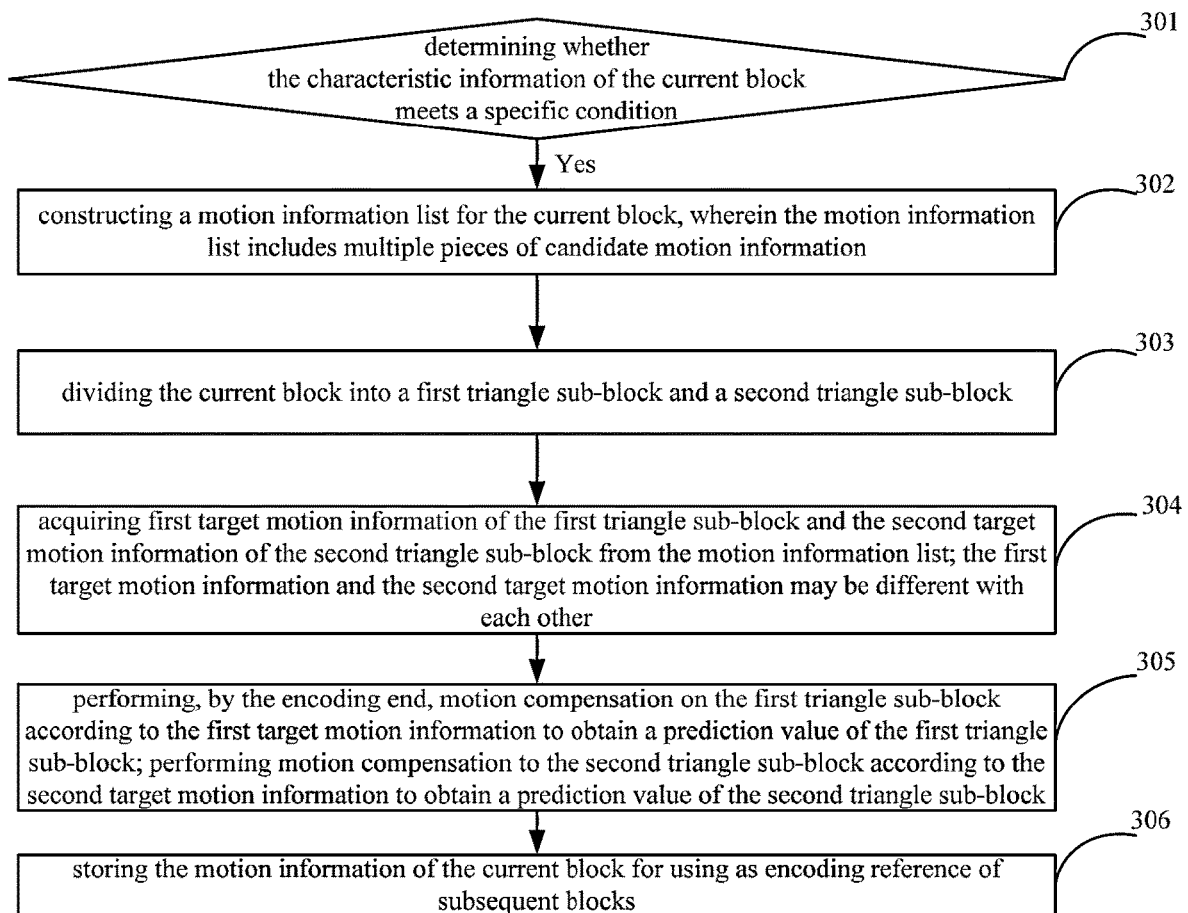 301
determining whether
the characteristic information of the current block
meets a specific condition
Yes
302
constructing a motion information list for the current block, wherein the motion information
list includes multiple pieces of candidate motion information
303
dividing the current block into a first triangle sub-block and a second triangle sub-block
304
acquiring first target motion information of the first triangle sub-block and the second target
motion information of the second triangle sub-block from the motion information list; the first
target motion information and the second target motion information may be different with
each other
305
performing, by the encoding end, motion compensation on the first triangle sub-block
according to the first target motion information to obtain a prediction value of the first triangle
sub-block; performing motion compensation to the second triangle sub-block according to the
second target motion information to obtain a prediction value of the second triangle sub-block
306
storing the motion information of the current block for using as encoding reference of
subsequent blocks